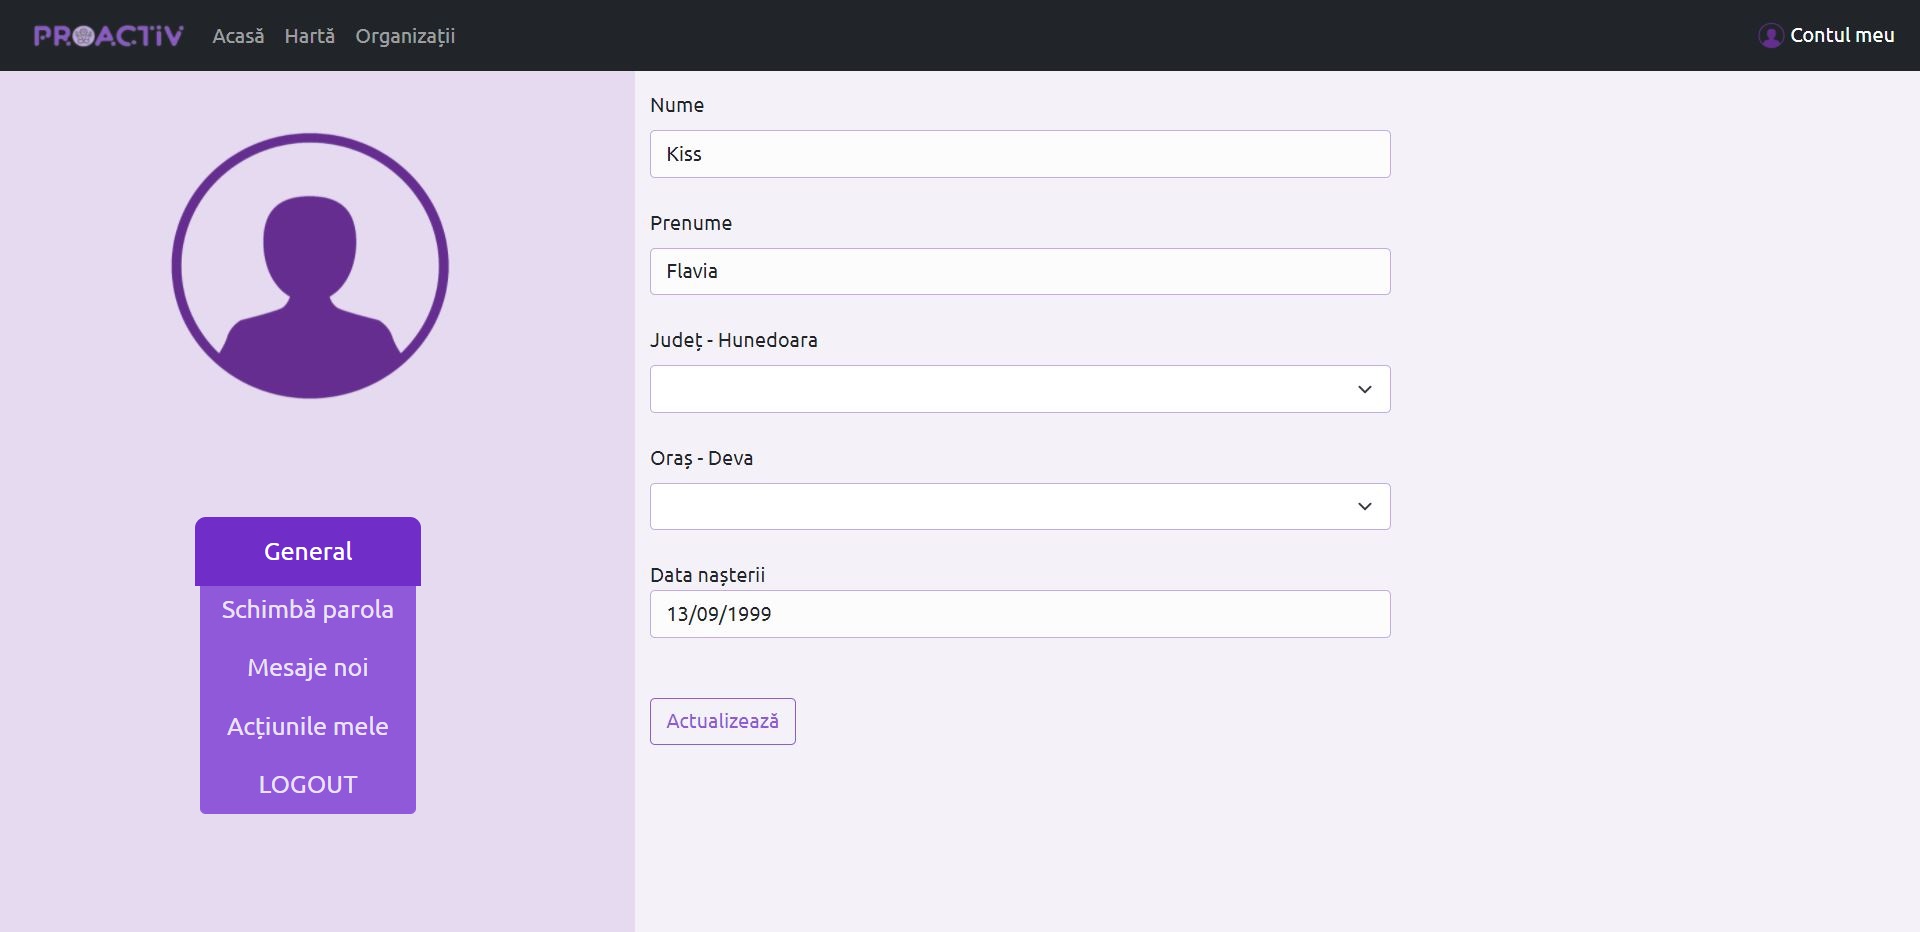 PROACTIV
Acasă
Hartă
Organizații
Contul meu
General
Schimbă parola
Mesaje noi
Acțiunile mele
LOGOUT
Nume
Kiss
Prenume
Flavia
Județ - Hunedoara
Oraș - Deva
Data nașterii
13/09/1999
Actualizează